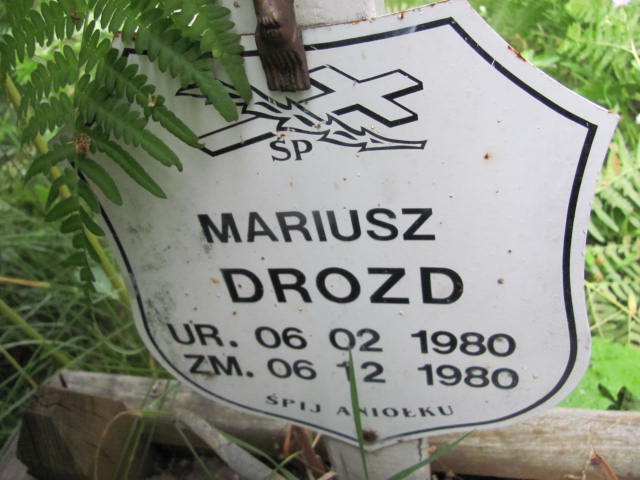 ŚP
MARIUSZ
DROZD
UR. 06 02 1980
ZM. 06 12 1980
ŚPIJ ANIOŁKU